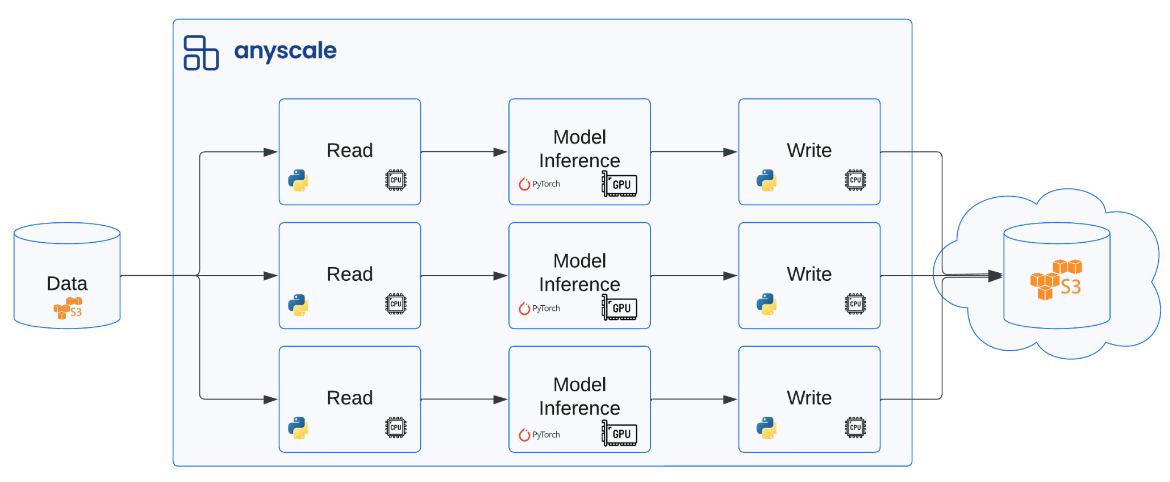 anyscale
Read
CPU
Model
Inference
PyTorch
GPU
Write
CPU
Data
S3
Read
CPU
Model
Inference
PyTorch
GPU
Write
CPU
S3
Read
CPU
Model
Inference
PyTorch
GPU
Write
CPU